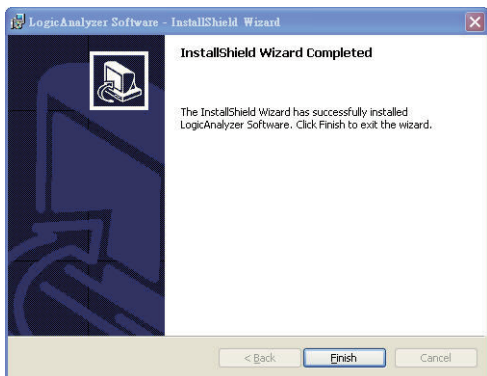 LogicAnalyzer Software - InstallShield Wizard
InstallShield Wizard Completed
The InstallShield Wizard has successfully installed
LogicAnalyzer Software. Click Finish to exit the wizard.
< Back
Finish
Cancel